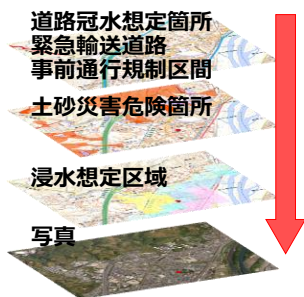 道路冠水想定箇所
緊急輸送道路
事前通行規制区間
土砂災害危険箇所
浸水想定区域
写真